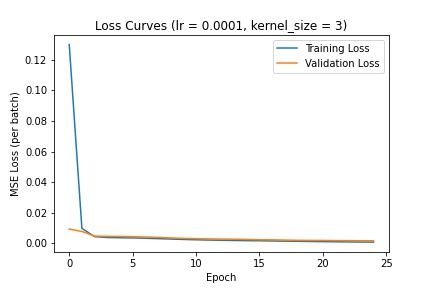 Loss Curves (lr = 0.0001, kernel_size = 3)
Training Loss
Validation Loss
MSE Loss (per batch)
0.12
0.10
0.08
0.06
0.04
0.02
0.00
0 5 10 15 20 25
Epoch